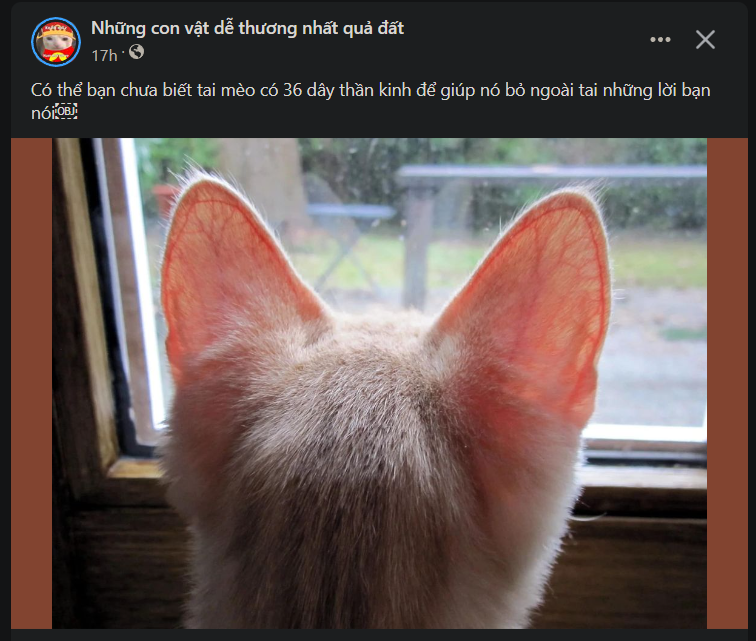 Những con vật dễ thương nhất quả đất
17h ·
Có thể bạn chưa biết tai mèo có 36 dây thần kinh để giúp nó bỏ ngoài tai những lời bạn
nói￼